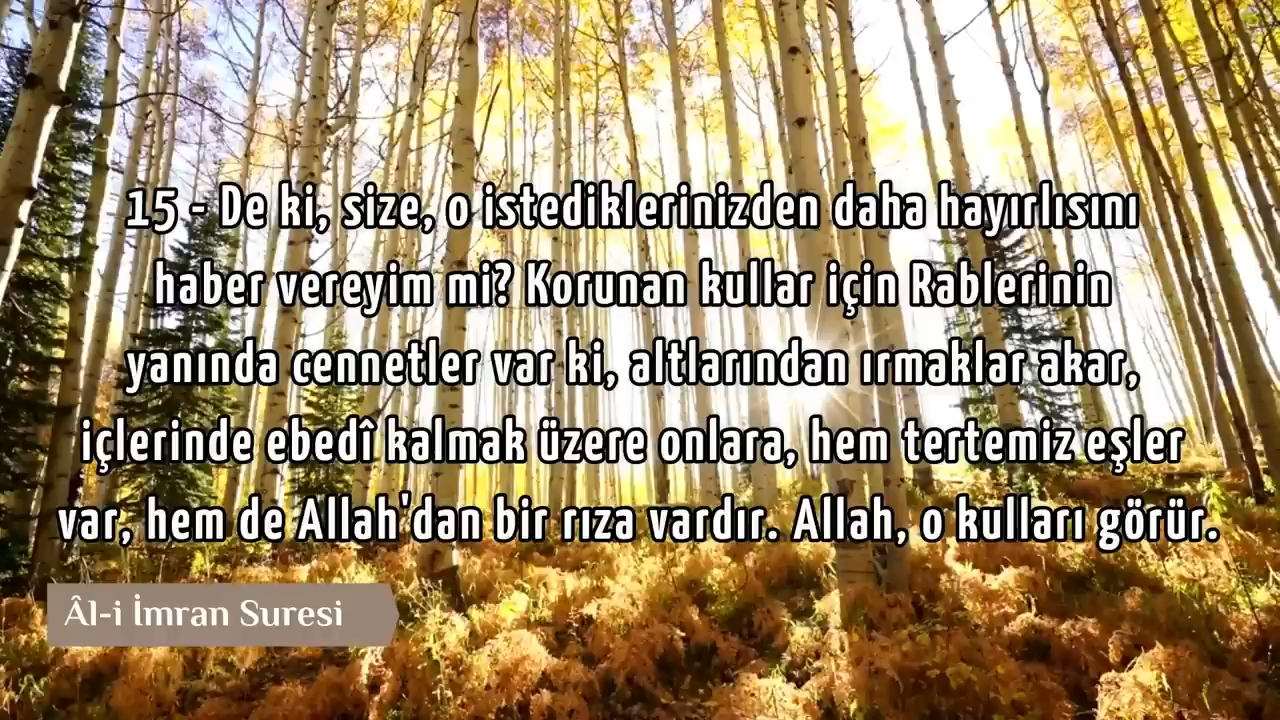 15 - De ki, size, o istediklerinizden daha hayırlısını
haber vereyim mi? Korunan kullar için Rablerinin
yanında cennetler var ki, altlarından ırmaklar akar,
içlerinde ebedî kalmak üzere onlara, hem tertemiz eşler
var, hem de Allah'dan bir rıza vardır. Allah, o kulları görür.
Âl-i İmran Suresi